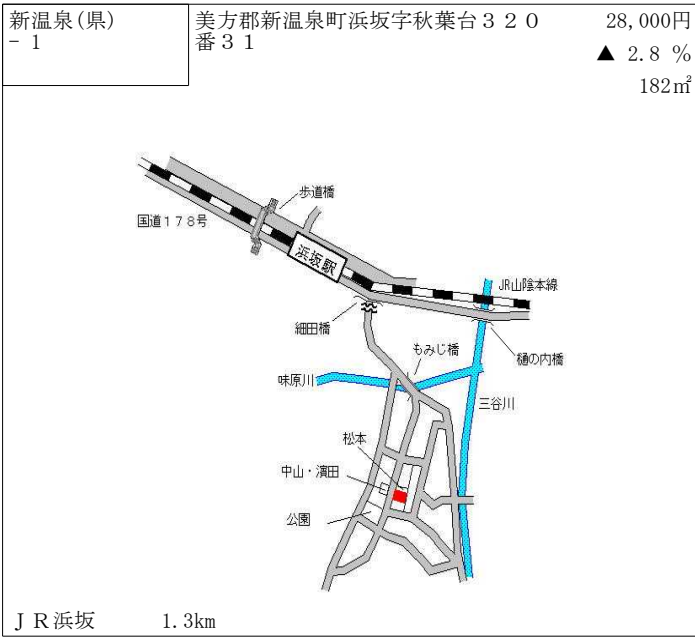 新温泉(県)
- 1
美方郡新温泉町浜坂字秋葉台３２０
番３１
28,000円
▲ 2.8 %
182㎡
歩道橋
国道１７８号
浜坂駅
JR山陰本線
細田橋
もみじ橋
樋の内橋
味原川
三谷川
松本
中山・濱田
公園
ＪＲ浜坂 1.3km